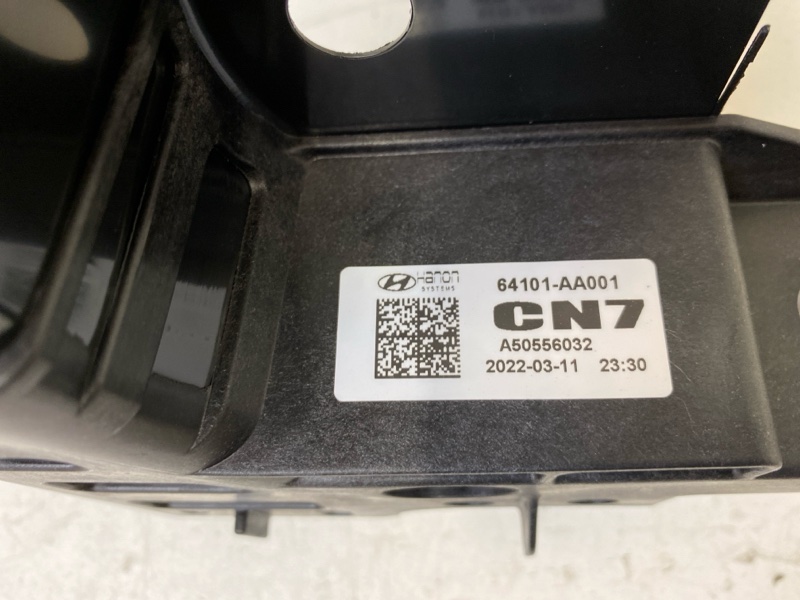 Hanon
SYSTEMS
64101-AA001
CN7
A50556032
2022-03-11 23:30